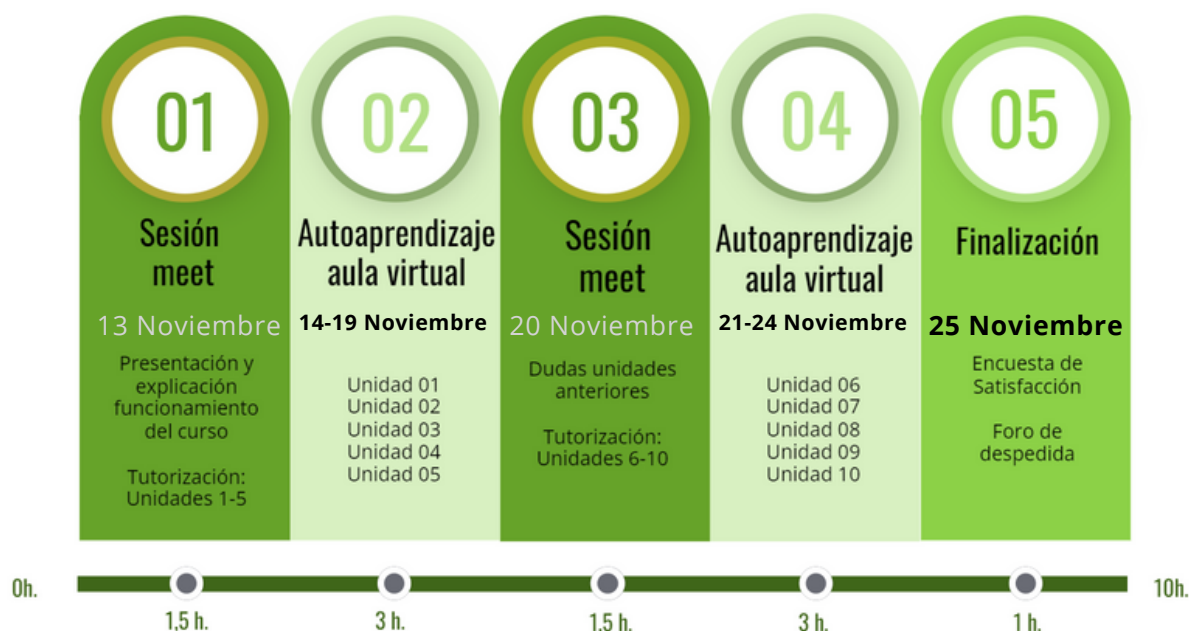 01
Sesión
meet
13 Noviembre
Presentación y
explicación
funcionamiento
del curso
Tutorización:
Unidades 1-5
02
Autoaprendizaje
aula virtual
14-19 Noviembre
Unidad 01
Unidad 02
Unidad 03
Unidad 04
Unidad 05
03
Sesión
meet
20 Noviembre
Dudas unidades
anteriores
Tutorización:
Unidades 6-10
04
Autoaprendizaje
aula virtual
21-24 Noviembre
Unidad 06
Unidad 07
Unidad 08
Unidad 09
Unidad 10
05
Finalización
25 Noviembre
Encuesta de
Satisfacción
Foro de
despedida
0h.
10h.
1,5 h.
3 h.
1,5 h.
3 h.
1 h.